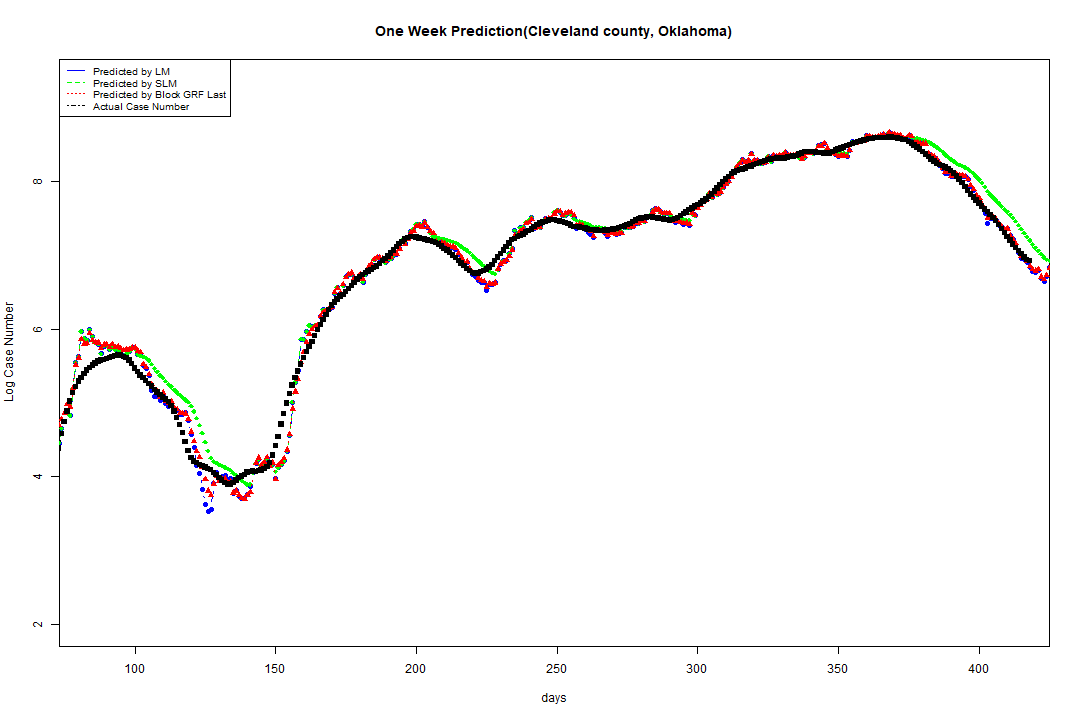 One Week Prediction(Cleveland county, Oklahoma)
Predicted by LM
Predicted by SLM
Predicted by Block GRF Last
Actual Case Number
Log Case Number
8
6
4
2
100 150 200 250 300 350 400
days